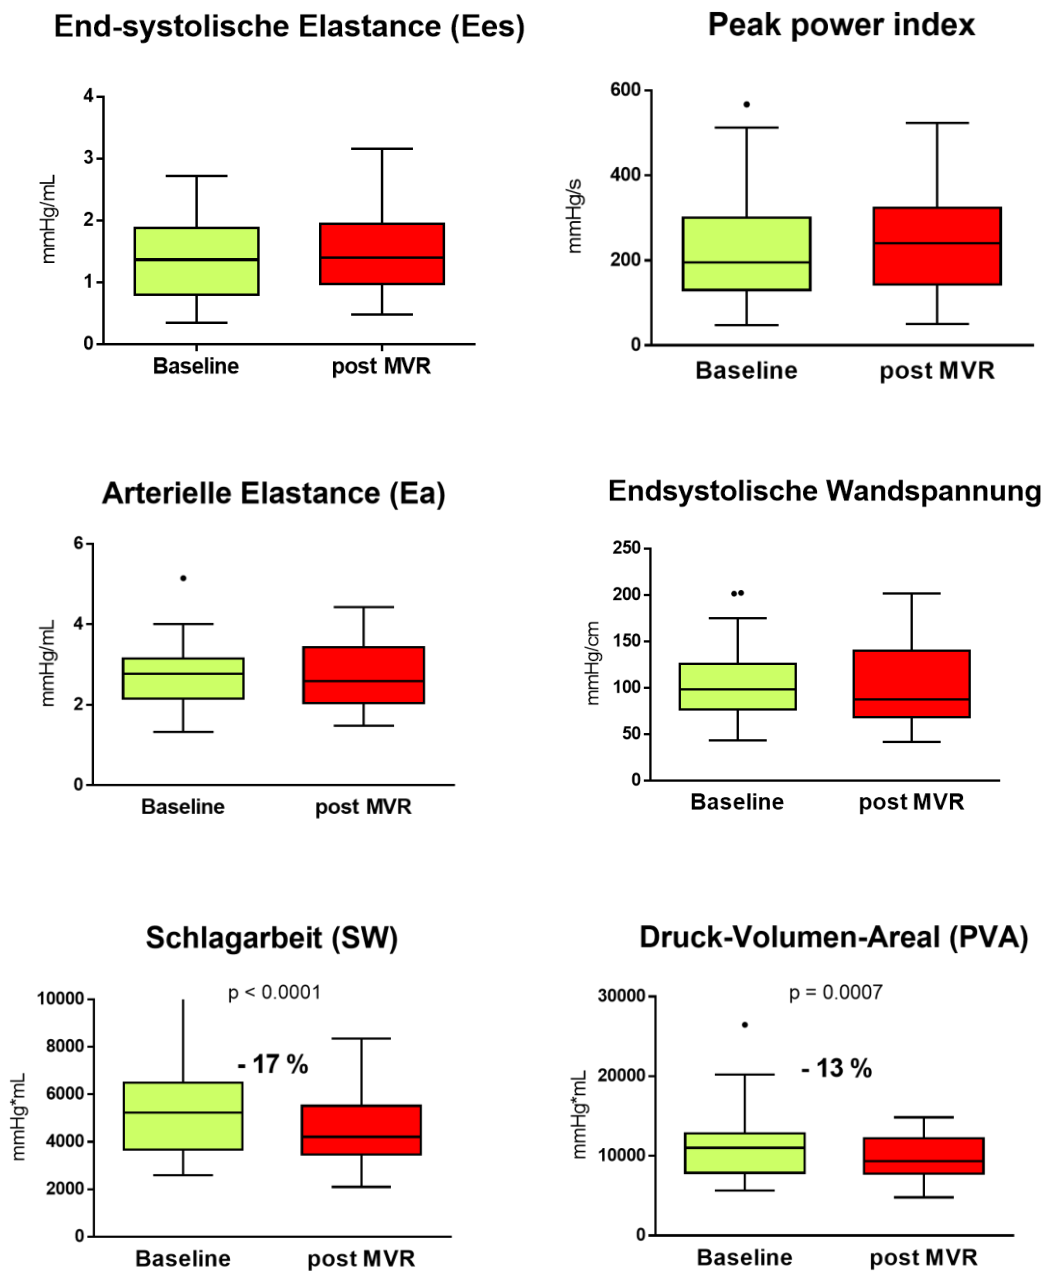 End-systolische Elastance (Ees)
4
3
2
1
0
mmHg/mL
Baseline
post MVR
Peak power index
600
400
200
0
mmHg/s
Baseline
post MVR
Arterielle Elastance (Ea)
6
4
2
0
mmHg/mL
Baseline
post MVR
Endsystolische Wandspannung
250
200
150
100
50
0
mmHg/cm
Baseline
post MVR
Schlagarbeit (SW)
p < 0.0001
- 17 %
10000
8000
6000
4000
2000
0
mmHg*mL
Baseline
post MVR
Druck-Volumen-Areal (PVA)
p = 0.0007
- 13 %
30000
20000
10000
0
mmHg*mL
Baseline
post MVR